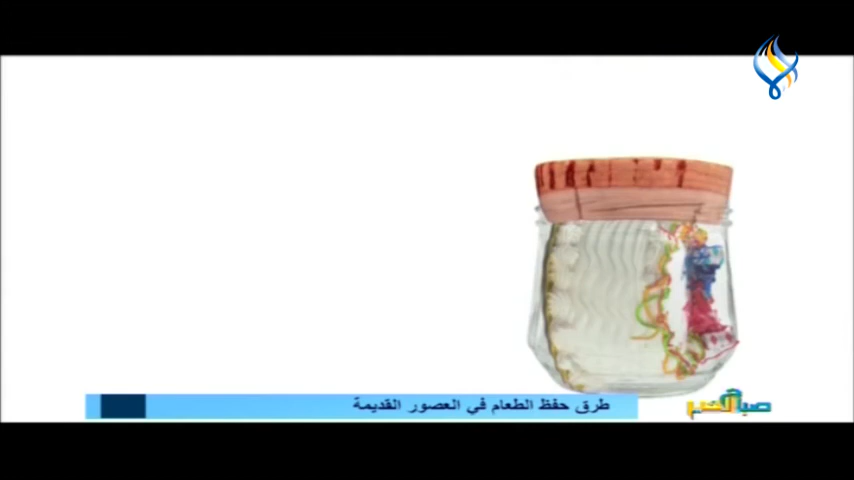 طرق حفظ الطعام في العصور القديمة
صباح الخير